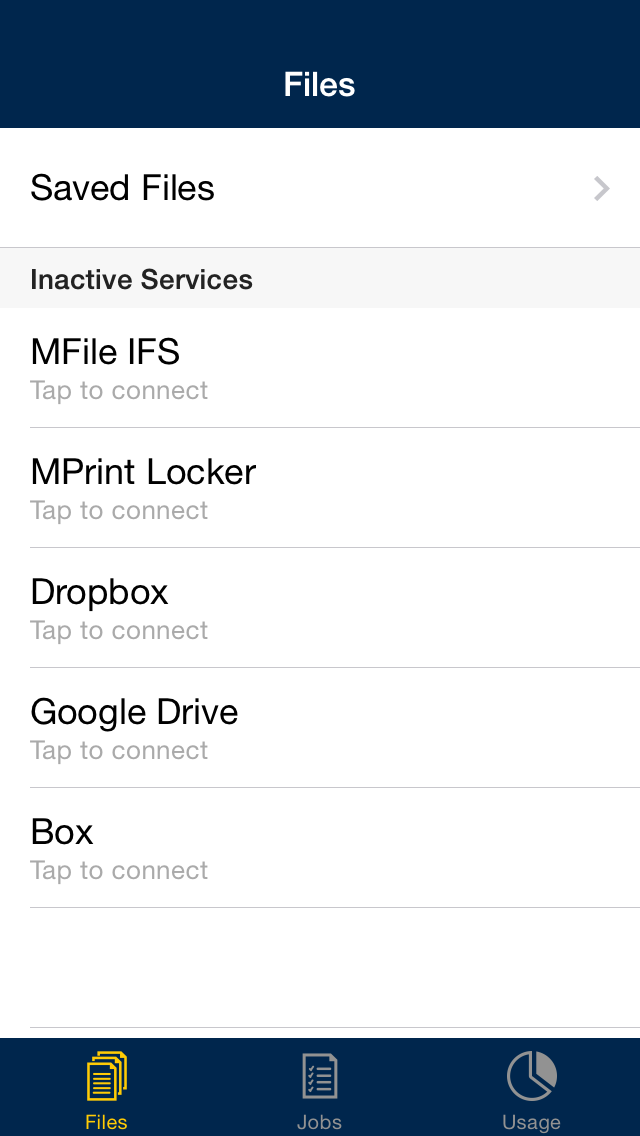 Files
Saved Files
Inactive Services
MFile IFS
Tap to connect
MPrint Locker
Tap to connect
Dropbox
Tap to connect
Google Drive
Tap to connect
Box
Tap to connect
Files
Jobs
Usage